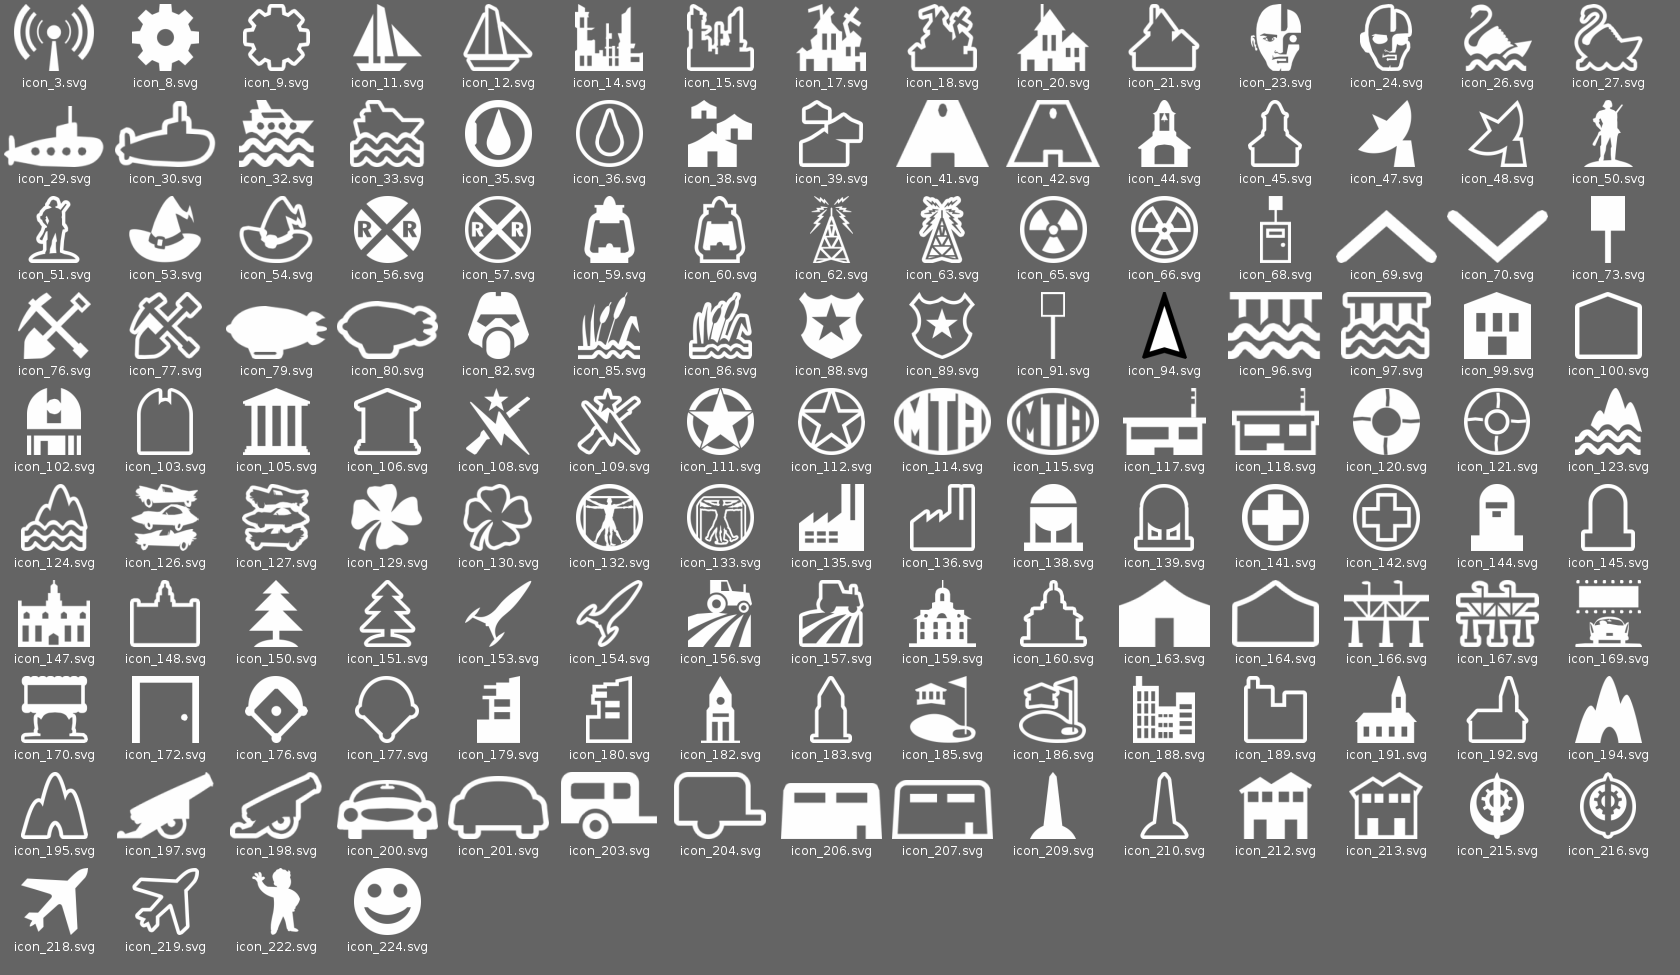 icon_3.svg icon_8.svg icon_9.svg icon_11.svg icon_12.svg icon_14.svg icon_15.svg icon_17.svg icon_18.svg icon_20.svg icon_21.svg icon_23.svg icon_24.svg icon_26.svg icon_27.svg
icon_29.svg icon_30.svg icon_32.svg icon_33.svg icon_35.svg icon_36.svg icon_38.svg icon_39.svg icon_41.svg icon_42.svg icon_44.svg icon_45.svg icon_47.svg icon_48.svg icon_50.svg
R R R R
icon_51.svg icon_53.svg icon_54.svg icon_56.svg icon_57.svg icon_59.svg icon_60.svg icon_62.svg icon_63.svg icon_65.svg icon_66.svg icon_68.svg icon_69.svg icon_70.svg icon_73.svg
icon_76.svg icon_77.svg icon_79.svg icon_80.svg icon_82.svg icon_85.svg icon_86.svg icon_88.svg icon_89.svg icon_91.svg icon_94.svg icon_96.svg icon_97.svg icon_99.svg icon_100.svg
MTA MTA
icon_102.svg icon_103.svg icon_105.svg icon_106.svg icon_108.svg icon_109.svg icon_111.svg icon_112.svg icon_114.svg icon_115.svg icon_117.svg icon_118.svg icon_120.svg icon_121.svg icon_123.svg
icon_124.svg icon_126.svg icon_127.svg icon_129.svg icon_130.svg icon_132.svg icon_133.svg icon_135.svg icon_136.svg icon_138.svg icon_139.svg icon_141.svg icon_142.svg icon_144.svg icon_145.svg
icon_147.svg icon_148.svg icon_150.svg icon_151.svg icon_153.svg icon_154.svg icon_156.svg icon_157.svg icon_159.svg icon_160.svg icon_163.svg icon_164.svg icon_166.svg icon_167.svg icon_169.svg
icon_170.svg icon_172.svg icon_176.svg icon_177.svg icon_179.svg icon_180.svg icon_182.svg icon_183.svg icon_185.svg icon_186.svg icon_188.svg icon_189.svg icon_191.svg icon_192.svg icon_194.svg
icon_195.svg icon_197.svg icon_198.svg icon_200.svg icon_201.svg icon_203.svg icon_204.svg icon_206.svg icon_207.svg icon_209.svg icon_210.svg icon_212.svg icon_213.svg icon_215.svg icon_216.svg
icon_218.svg icon_219.svg icon_222.svg icon_224.svg